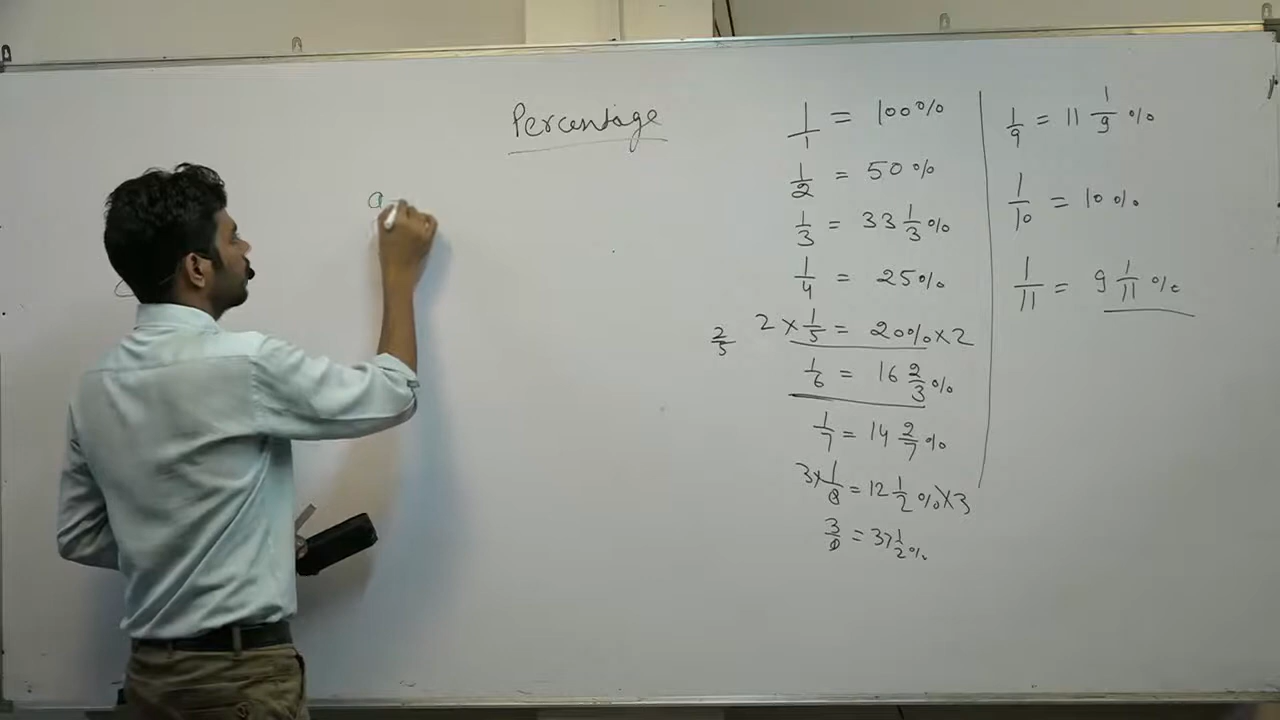 Percentage
a
1/1 = 100%
1/2 = 50%
1/3 = 33 1/3%
1/4 = 25%
2/5 2 × 1/5 = 20% × 2
1/6 = 16 2/3%
1/7 = 14 2/7%
3 × 1/8 = 12 1/2% × 3
3/8 = 37 1/2%
1/9 = 11 1/9%
1/10 = 10%
1/11 = 9 1/11%